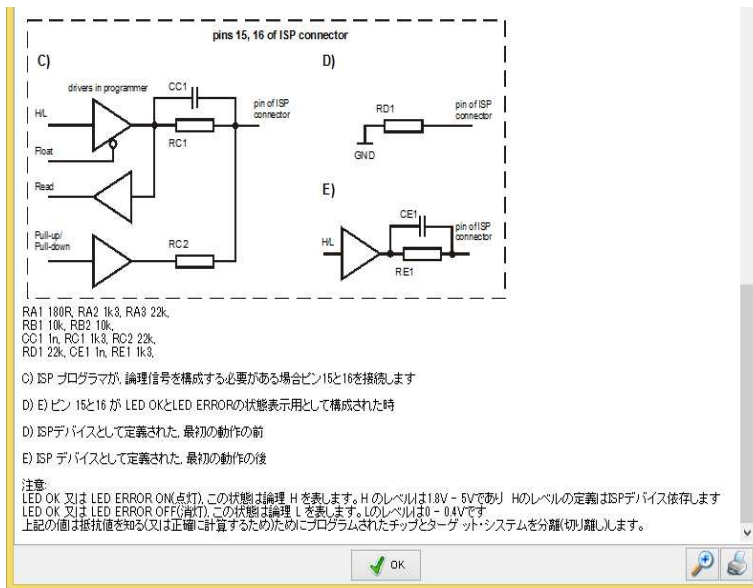 pins 15, 16 of ISP connector
C)
D)
drivers in programmer
CC1
H/L
pin of ISP
connector
RC1
Float
Read
Pull-up/
Pull-down
RC2
RD1
pin of ISP
connector
GND
E)
CE1
H/L
pin of ISP
connector
RE1
RA1 180R, RA2 1k3, RA3 22k,
RB1 10k, RB2 10k,
CC1 1n, RC1 1k3, RC2 22k,
RD1 22k, CE1 1n, RE1 1k3,
C) ISP プログラマが, 論理信号を構成する必要がある場合ピン15と16を接続します
D) E) ピン 15と16 が LED OKとLED ERRORの状態表示用として構成された時
D) ISPデバイスとして定義された, 最初の動作の前
E) ISP デバイスとして定義された, 最初の動作の後
注意:
LED OK 又は LED ERROR ON(点灯), この状態は論理 H を表します。H のレベルは1.8V - 5Vであり Hのレベルの定義はISPデバイス依存します
LED OK 又は LED ERROR OFF(消灯), この状態は論理 L を表します。Lのレベルは0 - 0.4Vです
上記の値は抵抗値を知る(又は正確に計算するため)ためにプログラムされたチップとターゲット・システムを分離(切り離し)します。
OK